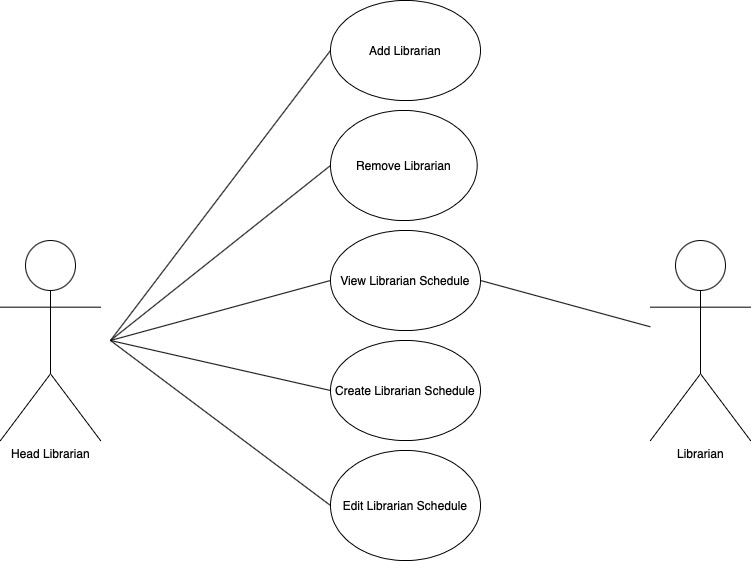 Add Librarian
Remove Librarian
View Librarian Schedule
Create Librarian Schedule
Head Librarian
Librarian
Edit Librarian Schedule